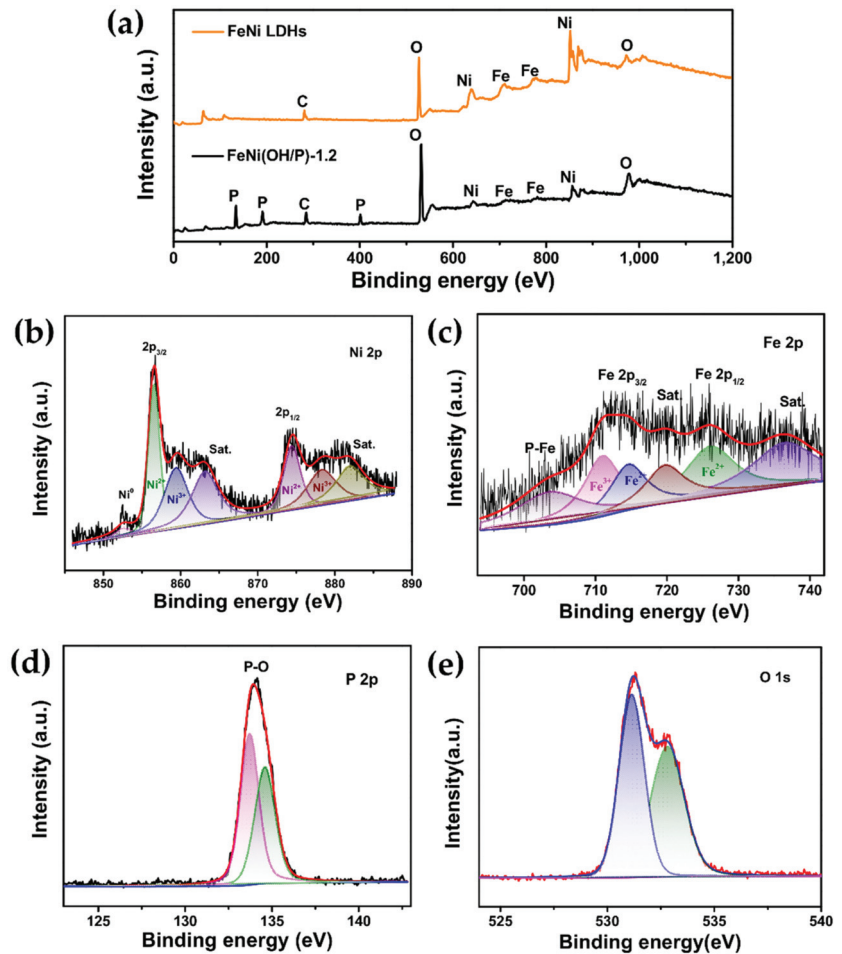 (a)
FeNi LDHs
O
Ni
Ni
Fe
Fe
O
C
FeNi(OH/P)-1.2
O
P
P
C
P
Ni
Fe
Fe
Ni
O
Intensity (a.u.)
0 200 400 600 800 1,000 1,200
Binding energy (eV)
(b)
Ni 2p
2p3/2
2p1/2
Sat.
Sat.
Ni0
Ni2+
Ni3+
Ni2+
Ni3+
Intensity (a.u.)
850 860 870 880 890
Binding energy (eV)
(c)
Fe 2p
Fe 2p3/2
Fe 2p1/2
Sat.
Sat.
P-Fe
Fe3+
Fe2+
Intensity (a.u.)
700 710 720 730 740
Binding energy (eV)
(d)
P-O
P 2p
Intensity (a.u.)
125 130 135 140
Binding energy (eV)
(e)
O 1s
Intensity(a.u.)
525 530 535 540
Binding energy(eV)